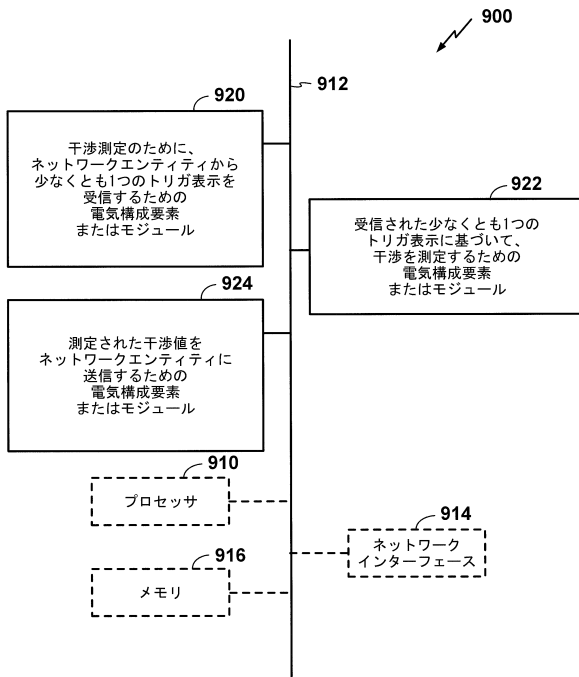 900
912
920
干渉測定のために、
ネットワークエンティティから
少なくとも1つのトリガ表示を
受信するための
電気構成要素
またはモジュール
922
受信された少なくとも1つの
トリガ表示に基づいて、
干渉を測定するための
電気構成要素
またはモジュール
924
測定された干渉値を
ネットワークエンティティに
送信するための
電気構成要素
またはモジュール
910
プロセッサ
914
ネットワーク
インターフェース
916
メモリ